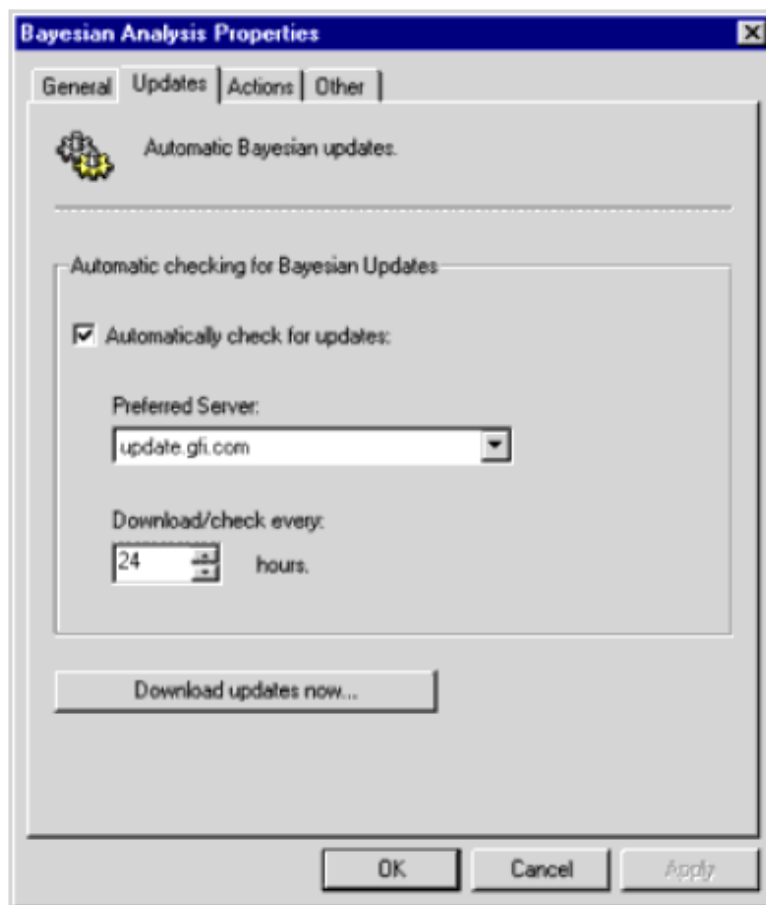 Bayesian Analysis Properties
General Updates Actions Other
Automatic Bayesian updates.
Automatic checking for Bayesian Updates
Automatically check for updates:
Preferred Server:
update.gfi.com
Download/check every:
24 hours.
Download updates now...
OK Cancel Apply